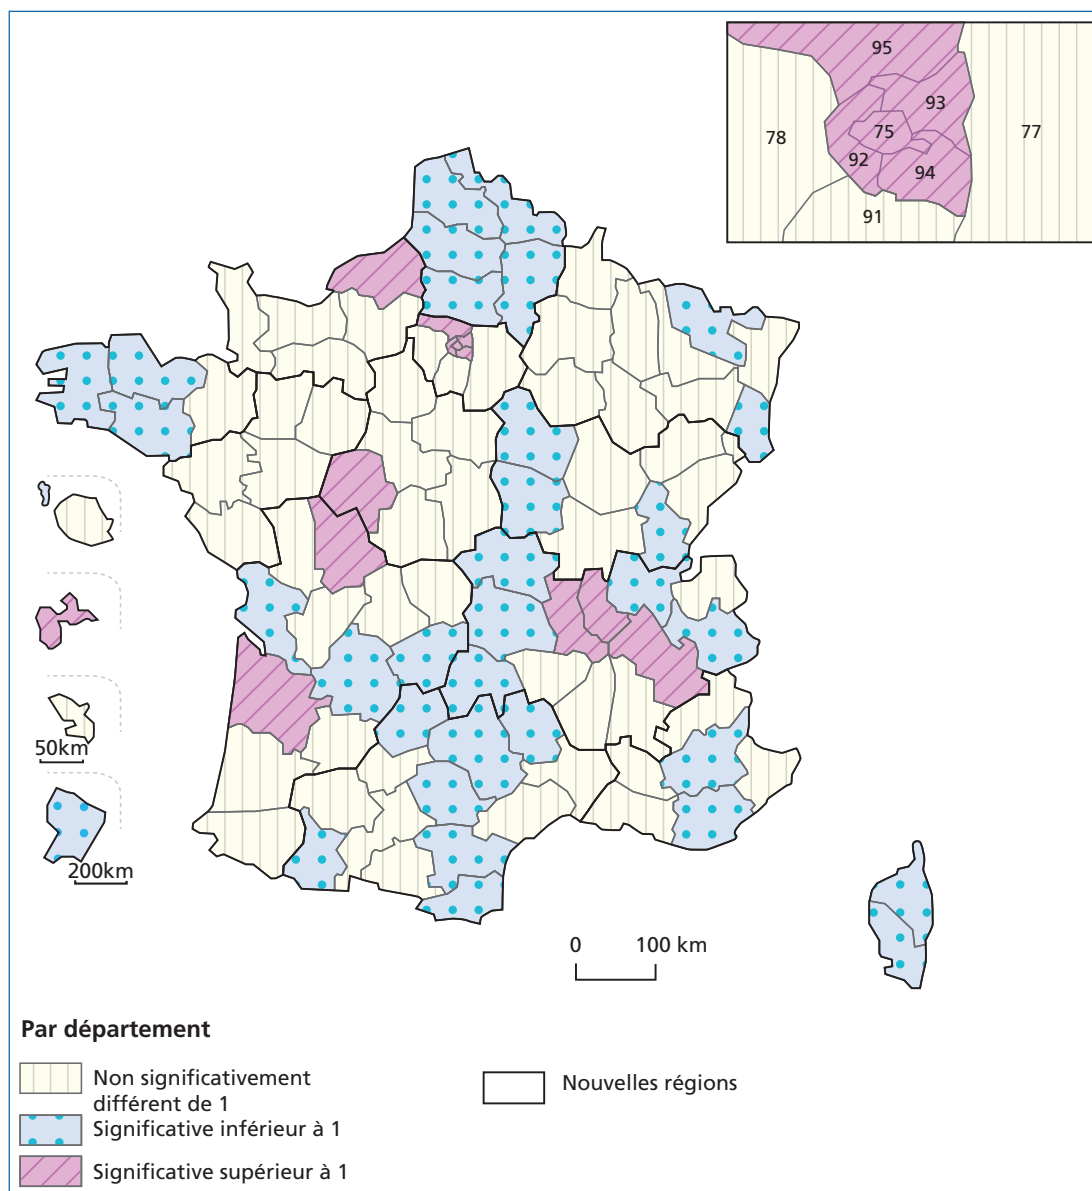 95
93
78
75
77
92
94
91
50km
200km
0 100 km
Par département
Non significativement
différent de 1
Significative inférieur à 1
Significative supérieur à 1
Nouvelles régions